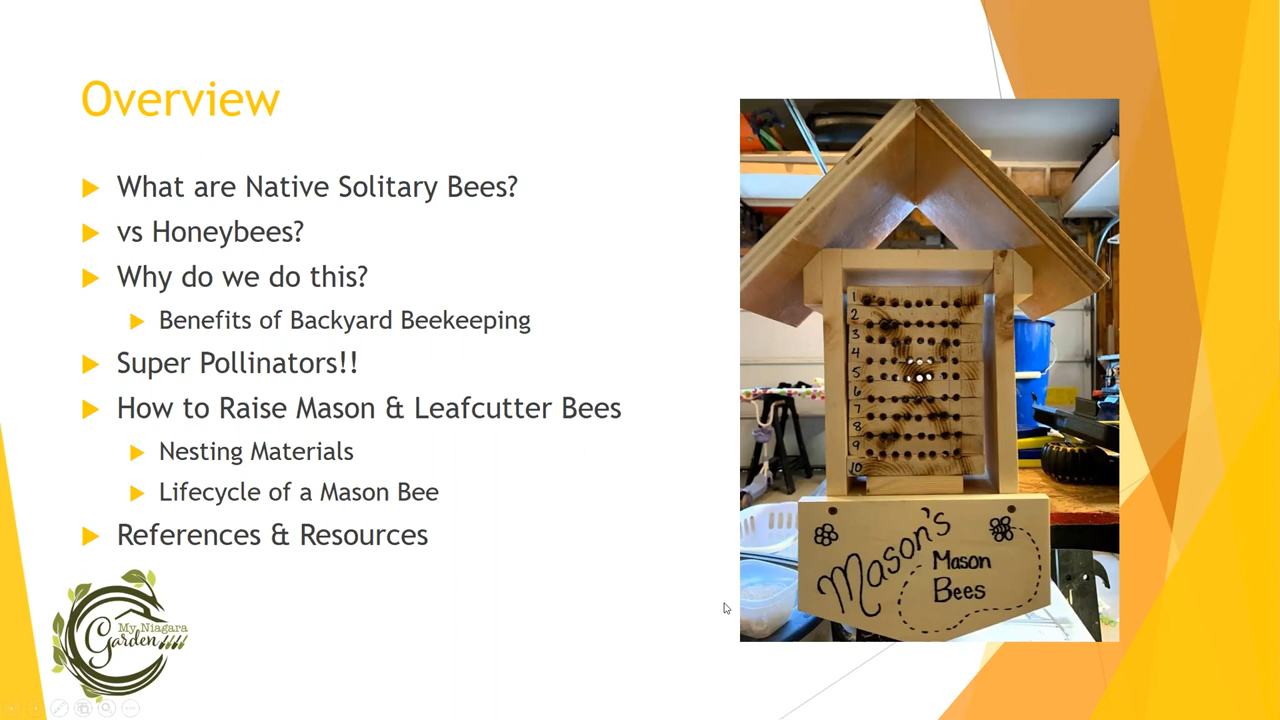 Overview
What are Native Solitary Bees?
vs Honeybees?
Why do we do this?
Benefits of Backyard Beekeeping
Super Pollinators!!
How to Raise Mason & Leafcutter Bees
Nesting Materials
Lifecycle of a Mason Bee
References & Resources
My Niagara
Garden
1
2
3
4
5
6
7
8
9
10
Mason's
Mason
Bees